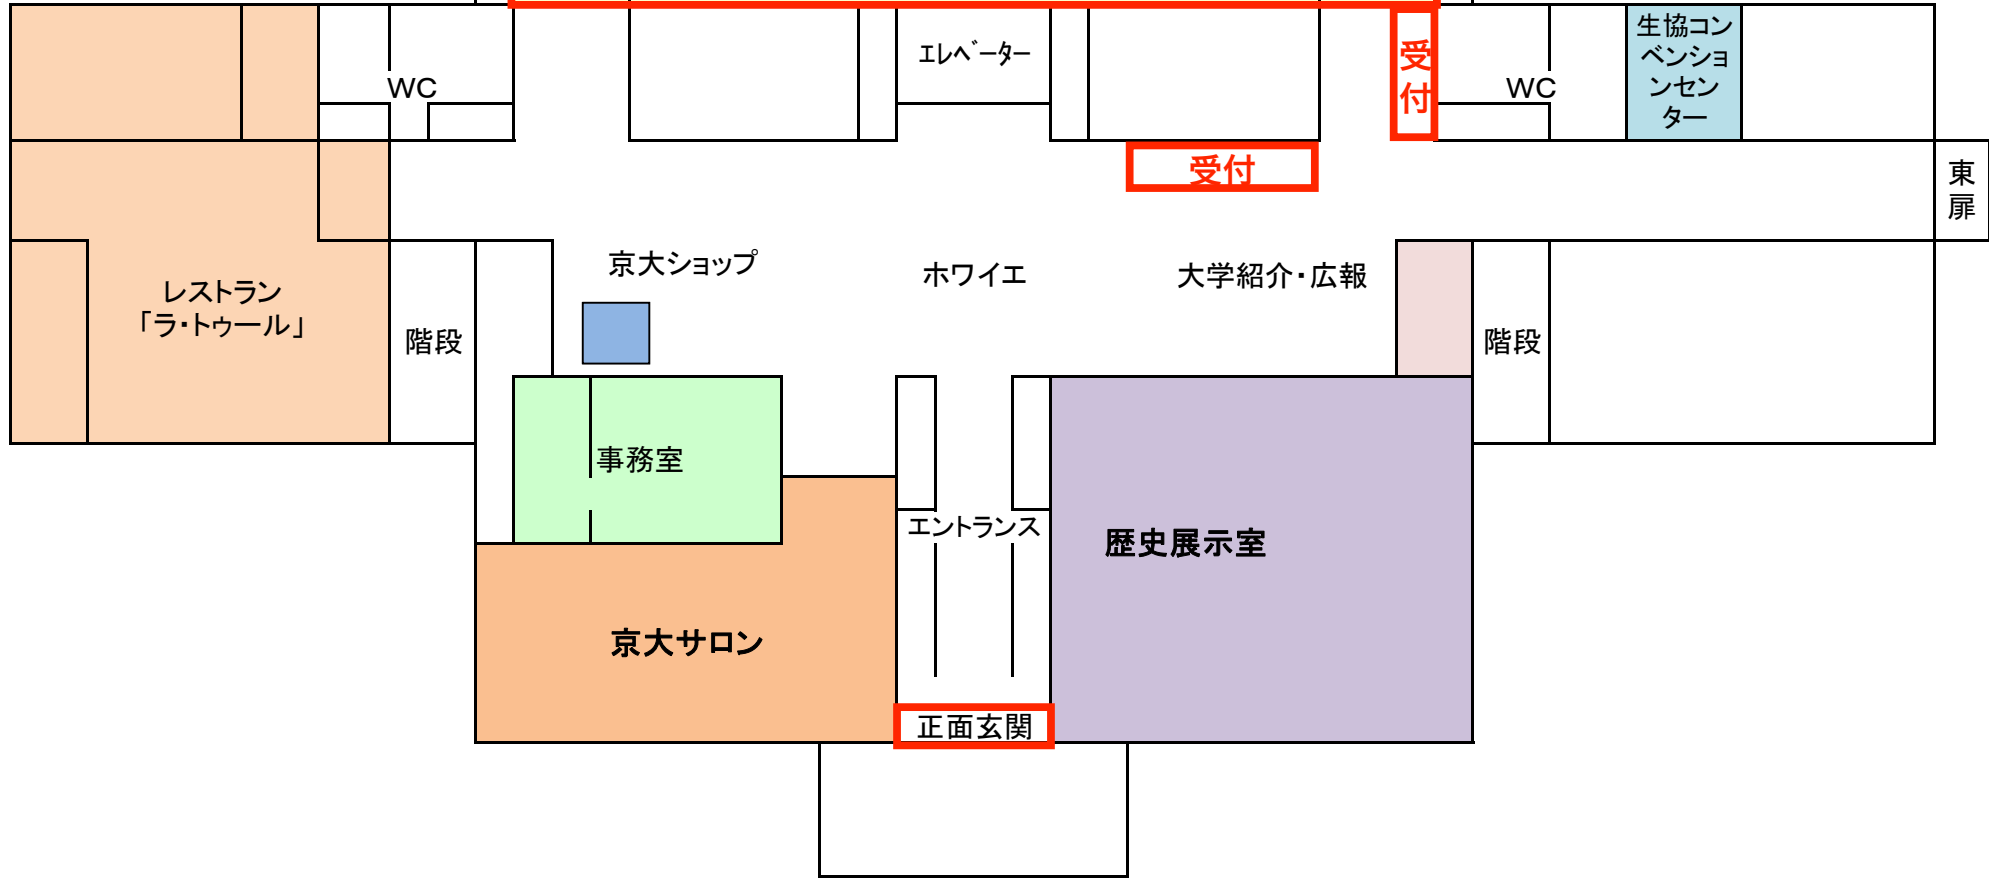 エレベーター
受
付
生協コン
ベンショ
ンセン
ター
WC
WC
受付
東
扉
京大ショップ
ホワイエ
大学紹介・広報
レストラン
「ラ・トゥール」
階段
階段
事務室
エントランス
歴史展示室
京大サロン
正面玄関